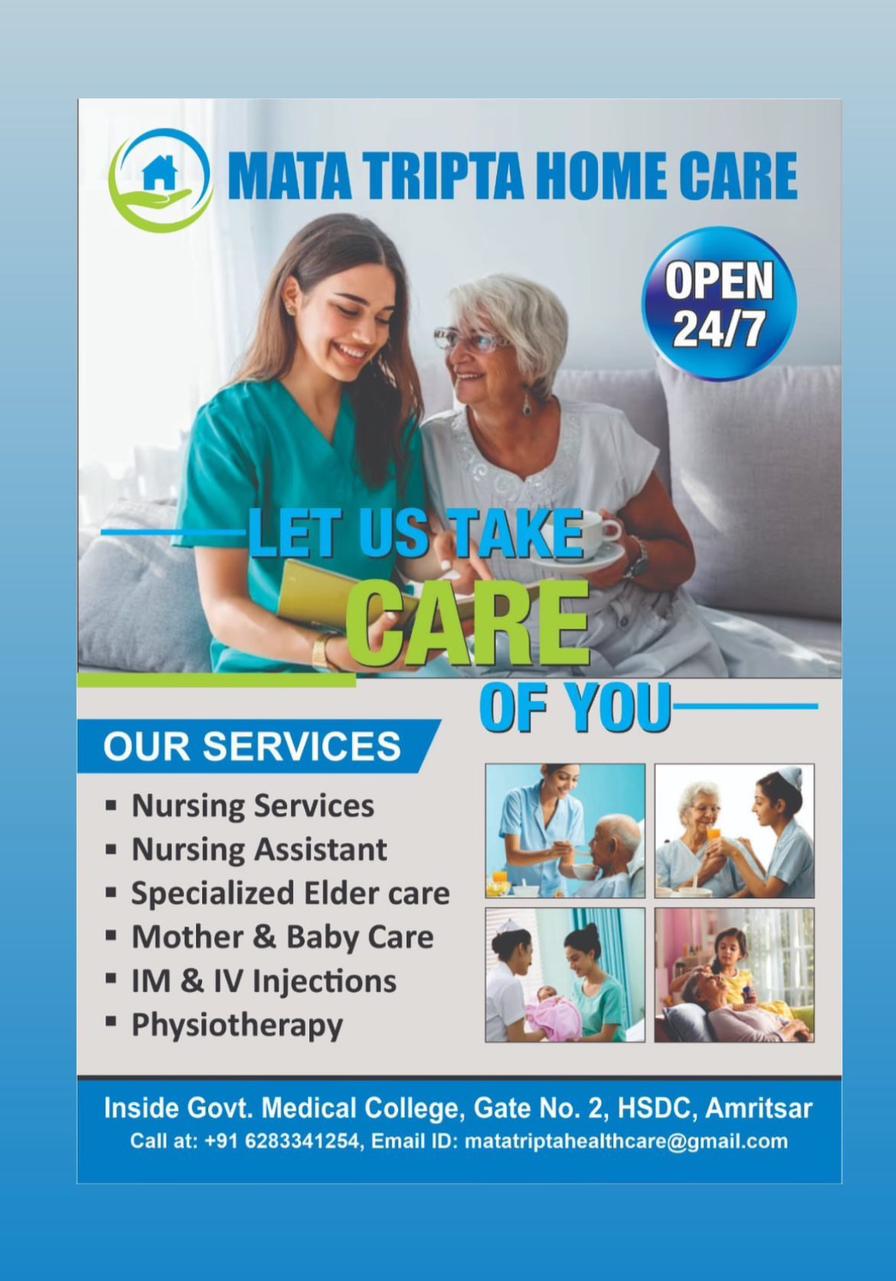 MATA TRIPTA HOME CARE
OPEN
24/7
LET US TAKE
CARE
OF YOU
OUR SERVICES
▪ Nursing Services
▪ Nursing Assistant
▪ Specialized Elder care
▪ Mother & Baby Care
▪ IM & IV Injections
▪ Physiotherapy
Inside Govt. Medical College, Gate No. 2, HSDC, Amritsar
Call at: +91 6283341254, Email ID: matatriptahealthcare@gmail.com